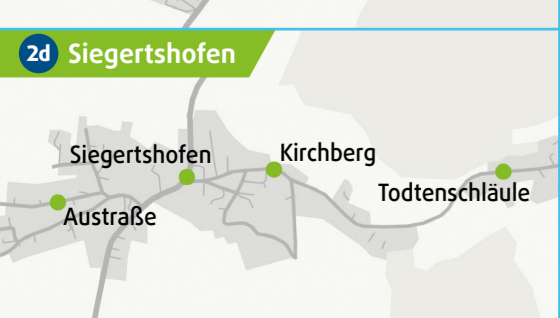 2d Siegertshofen
Siegertshofen
Kirchberg
Todtenschläule
Austraße